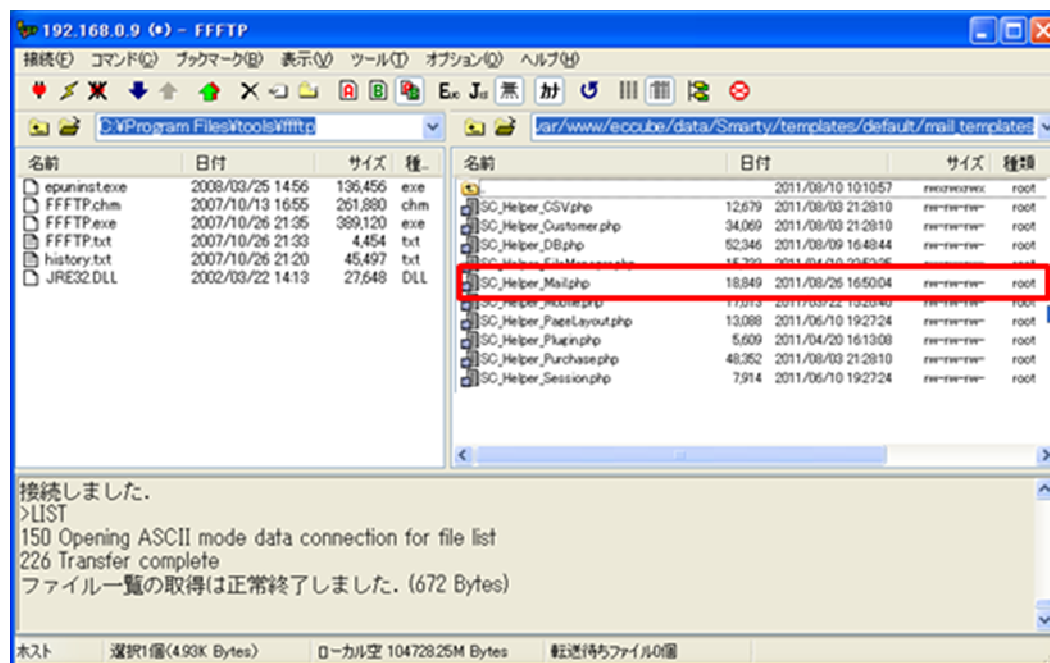 192.168.0.9 (*) - FFFTP
接続(F) コマンド(C) ブックマーク(B) 表示(V) ツール(T) オプション(O) ヘルプ(H)
A B Euc JIS 無 カナ
C:¥Program Files¥tools¥ffftp
/var/www/eccube/data/Smarty/templates/default/mail_templates
名前 日付 サイズ 種..
epuninst.exe 2008/03/25 14:56 136,456 exe
FFFTP.chm 2007/10/13 16:55 261,880 chm
FFFTP.exe 2007/10/26 21:35 389,120 exe
FFFTP.txt 2007/10/26 21:33 4,454 txt
history.txt 2007/10/26 21:20 45,497 txt
JRE32.DLL 2002/03/22 14:13 27,648 DLL
名前 日付 サイズ 種類
.. 2011/08/10 10:10:57 rwxrwxrwx root
SC_Helper_CSV.php 12,679 2011/08/03 21:28:10 rw-rw-rw- root
SC_Helper_Customer.php 34,069 2011/08/03 21:28:10 rw-rw-rw- root
SC_Helper_DB.php 52,346 2011/08/09 16:48:44 rw-rw-rw- root
SC_Helper_FileManager.php
SC_Helper_Mail.php 18,849 2011/08/26 16:50:04 rw-rw-rw- root
SC_Helper_Mobile.php
SC_Helper_PageLayout.php 13,088 2011/06/10 19:27:24 rw-rw-rw- root
SC_Helper_Plugin.php 5,609 2011/04/20 16:13:08 rw-rw-rw- root
SC_Helper_Purchase.php 48,352 2011/08/03 21:28:10 rw-rw-rw- root
SC_Helper_Session.php 7,914 2011/06/10 19:27:24 rw-rw-rw- root
接続しました.
>LIST
150 Opening ASCII mode data connection for file list
226 Transfer complete
ファイル一覧の取得は正常終了しました. (672 Bytes)
ホスト 選択1個(4.93K Bytes) ローカル空 104728.25M Bytes 転送待ちファイル0個